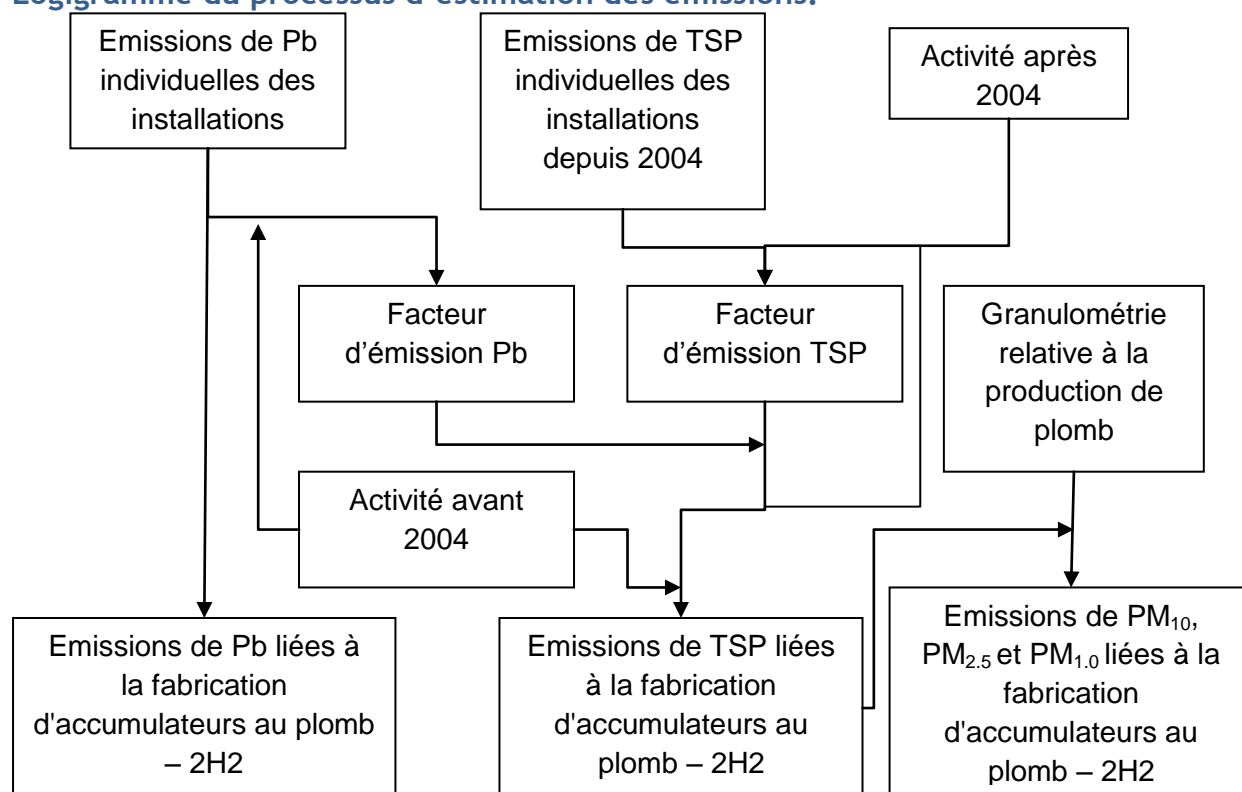 Logigramme du processus d'estimation des émissions.
Emissions de Pb
individuelles des
installations
Emissions de TSP
individuelles des
installations
depuis 2004
Activité après
2004
Facteur
d'émission Pb
Facteur
d'émission TSP
Granulométrie
relative à la
production de
plomb
Activité avant
2004
Emissions de Pb liées à
la fabrication
d'accumulateurs au plomb
– 2H2
Emissions de TSP liées
à la fabrication
d'accumulateurs au
plomb – 2H2
Emissions de PM10,
PM2.5 et PM1.0 liées à la
fabrication
d'accumulateurs au
plomb – 2H2